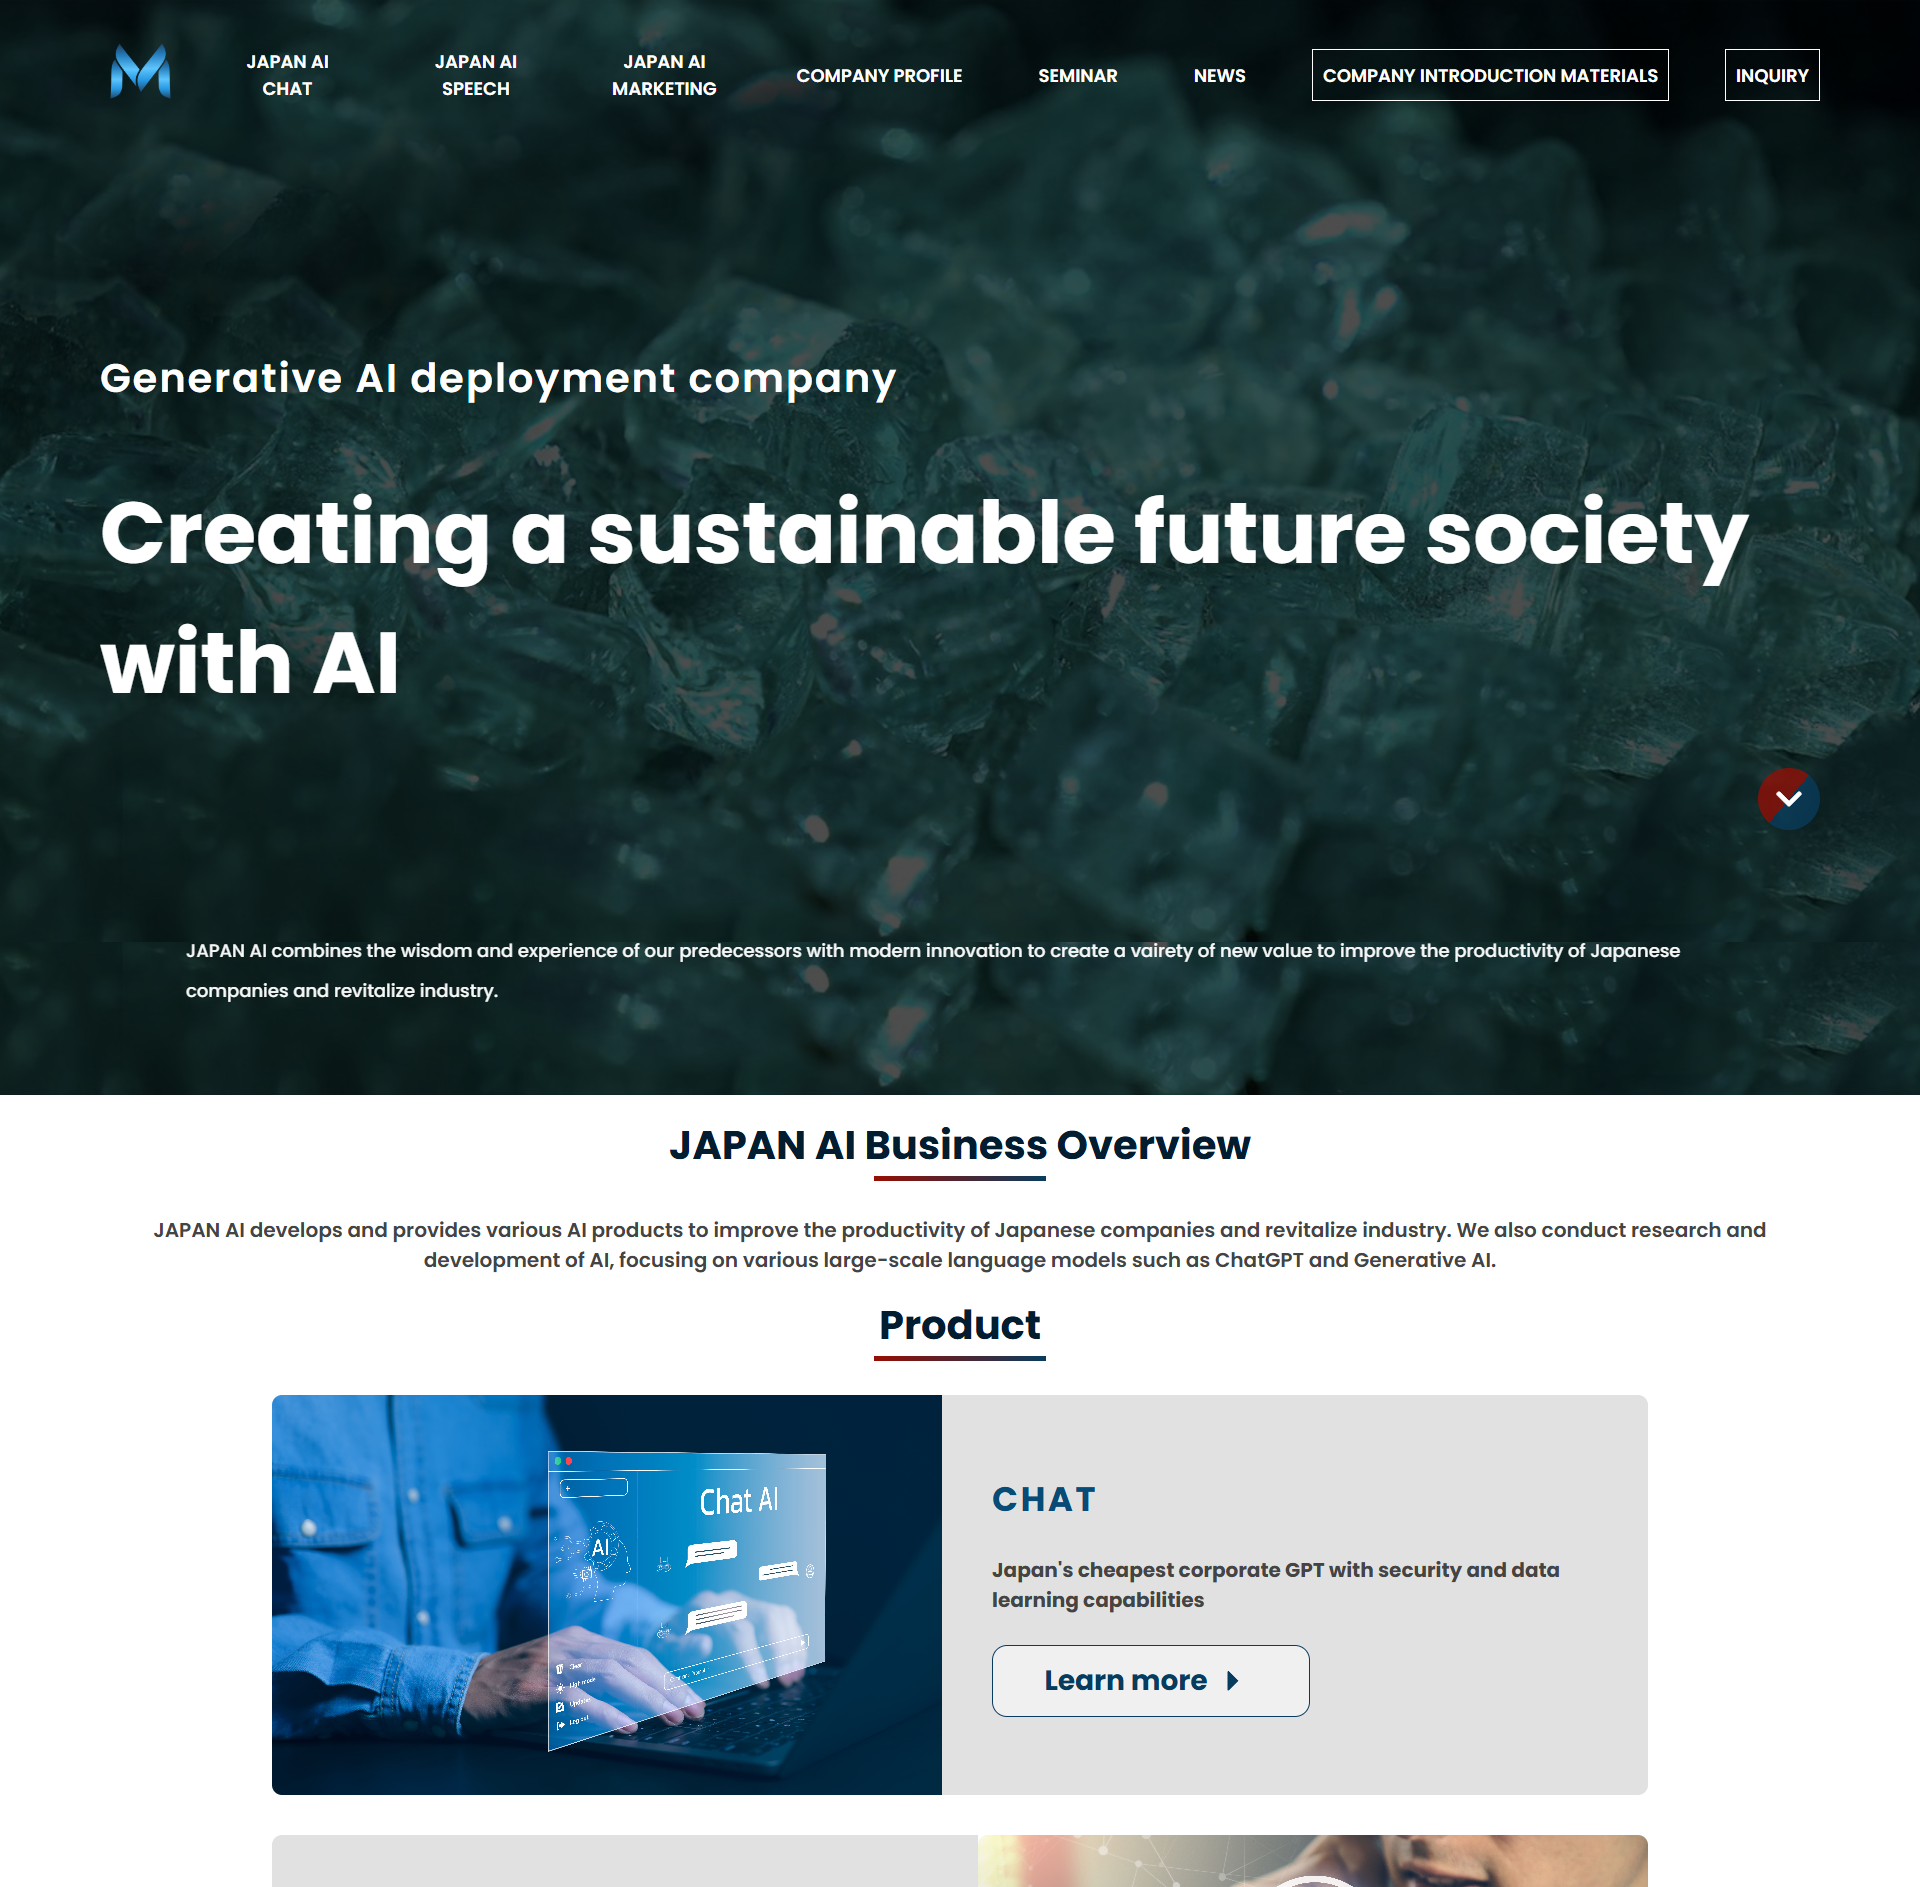 JAPAN AI
CHAT
JAPAN AI
SPEECH
JAPAN AI
MARKETING
COMPANY PROFILE
SEMINAR
NEWS
COMPANY INTRODUCTION MATERIALS
INQUIRY
Generative AI deployment company
Creating a sustainable future society
with AI
JAPAN AI combines the wisdom and experience of our predecessors with modern innovation to create a vairety of new value to improve the productivity of Japanese
companies and revitalize industry.
JAPAN AI Business Overview
JAPAN AI develops and provides various AI products to improve the productivity of Japanese companies and revitalize industry. We also conduct research and
development of AI, focusing on various large-scale language models such as ChatGPT and Generative AI.
Product
Chat AI
AI
Clear
Light mode
Update
Log out
CHAT
Japan's cheapest corporate GPT with security and data
learning capabilities
Learn more